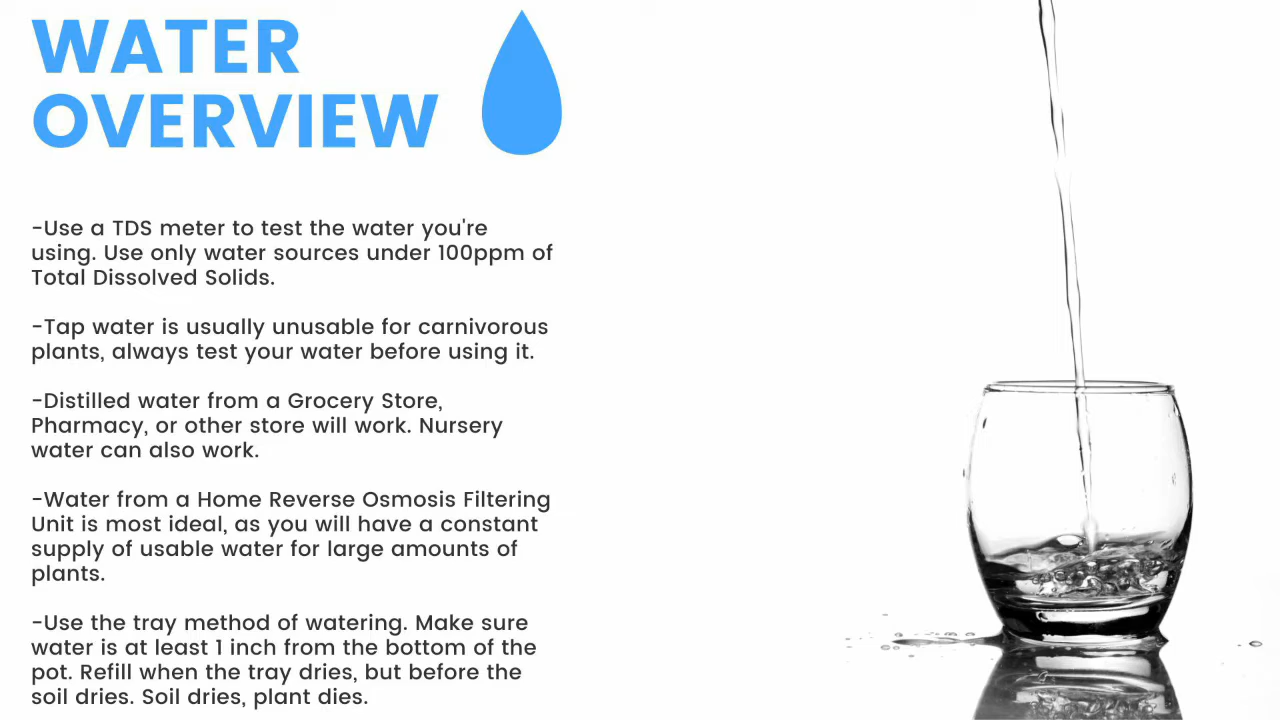 WATER
OVERVIEW
-Use a TDS meter to test the water you're
using. Use only water sources under 100ppm of
Total Dissolved Solids.
-Tap water is usually unusable for carnivorous
plants, always test your water before using it.
-Distilled water from a Grocery Store,
Pharmacy, or other store will work. Nursery
water can also work.
-Water from a Home Reverse Osmosis Filtering
Unit is most ideal, as you will have a constant
supply of usable water for large amounts of
plants.
-Use the tray method of watering. Make sure
water is at least 1 inch from the bottom of the
pot. Refill when the tray dries, but before the
soil dries. Soil dries, plant dies.